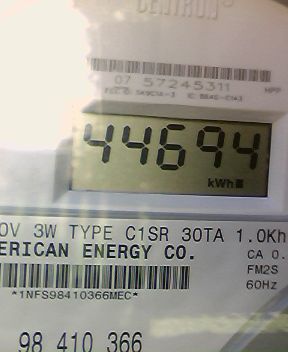 CENTRON®
07 57245311
44694
kWh
0V 3W TYPE C1SR 30TA 1.0Kh
ERICAN ENERGY CO.
CA 0.
FM2S
60Hz
*1NFS98410366MEC*
98 410 366